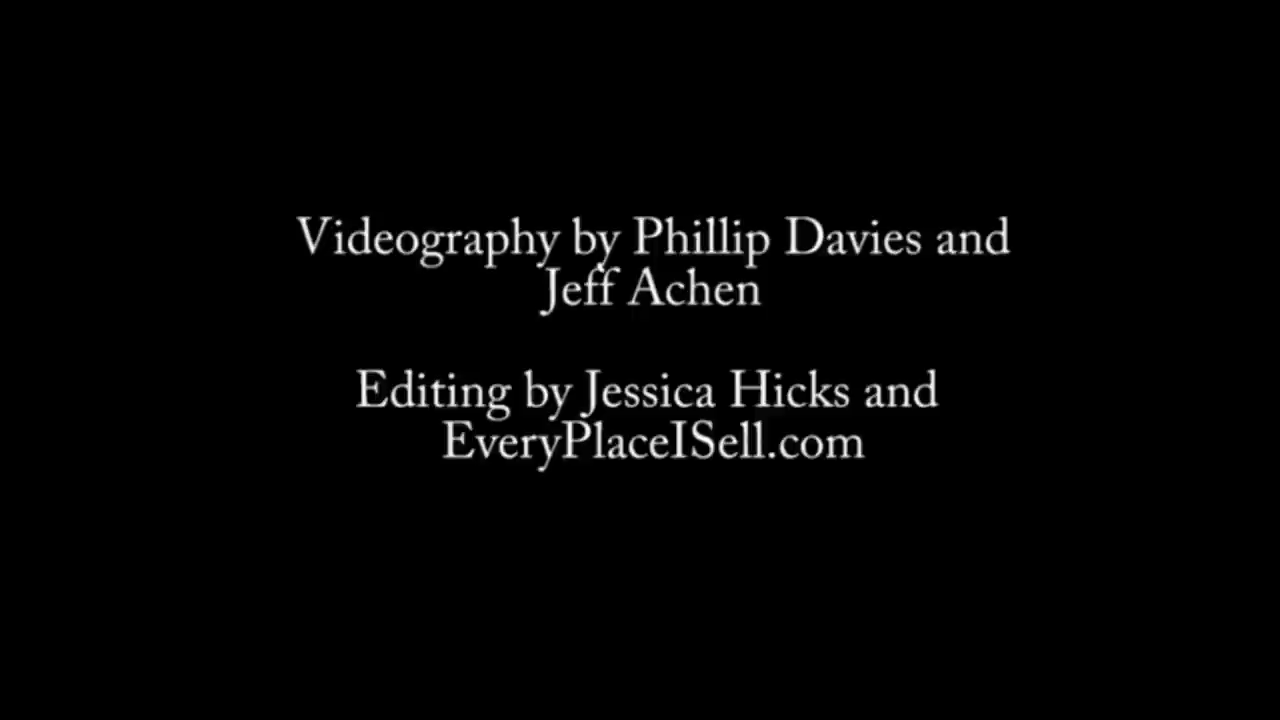 Videography by Phillip Davies and
Jeff Achen
Editing by Jessica Hicks and
EveryPlaceISell.com